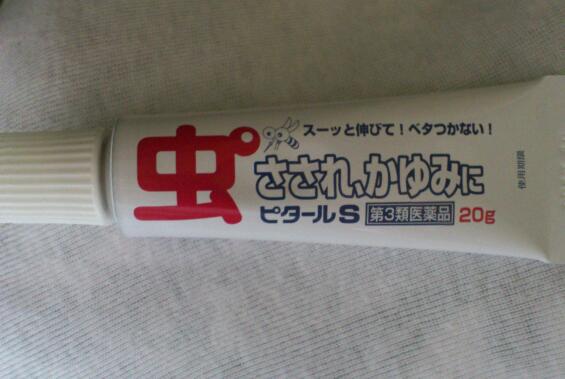 スーッと伸びて！ベタつかない！
虫さされ、かゆみに
ピタールS 第3類医薬品 20g
使用期限